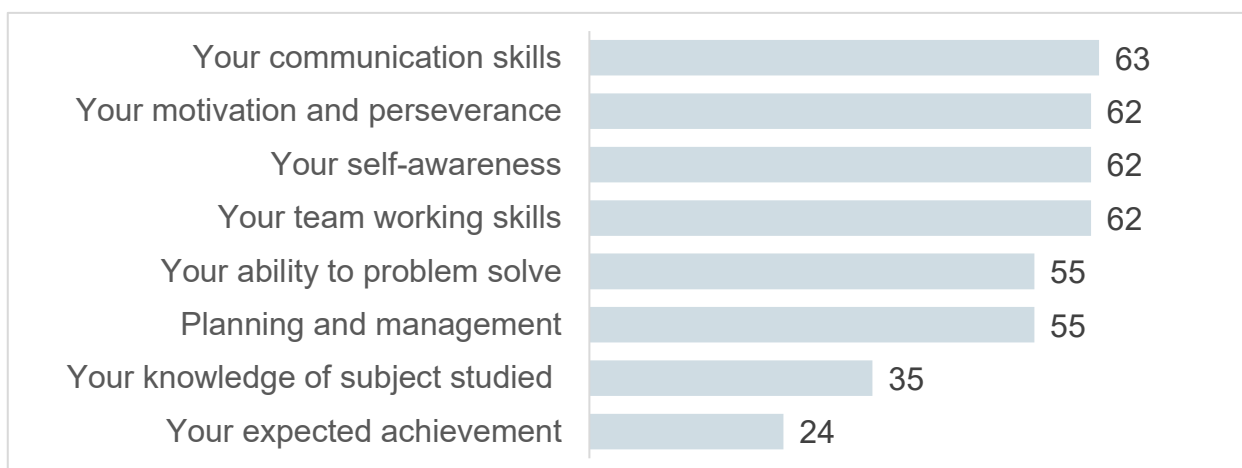 Your communication skills 63
Your motivation and perseverance 62
Your self-awareness 62
Your team working skills 62
Your ability to problem solve 55
Planning and management 55
Your knowledge of subject studied 35
Your expected achievement 24